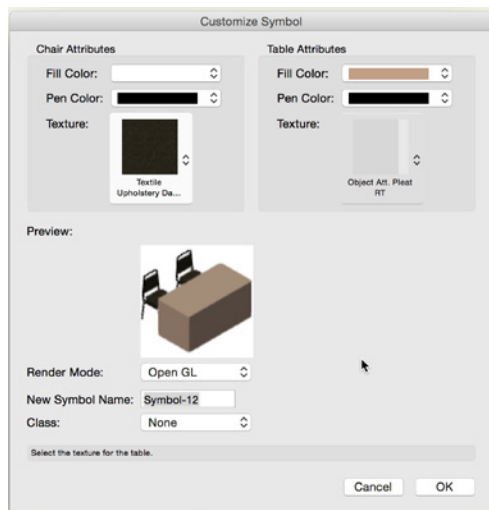 Customize Symbol
Chair Attributes
Fill Color:
Pen Color:
Texture:
Textile
Upholstery Da...
Table Attributes
Fill Color:
Pen Color:
Texture:
Object Att. Pleat
RT
Preview:
Render Mode: Open GL
New Symbol Name: Symbol-12
Class: None
Select the texture for the table.
Cancel OK